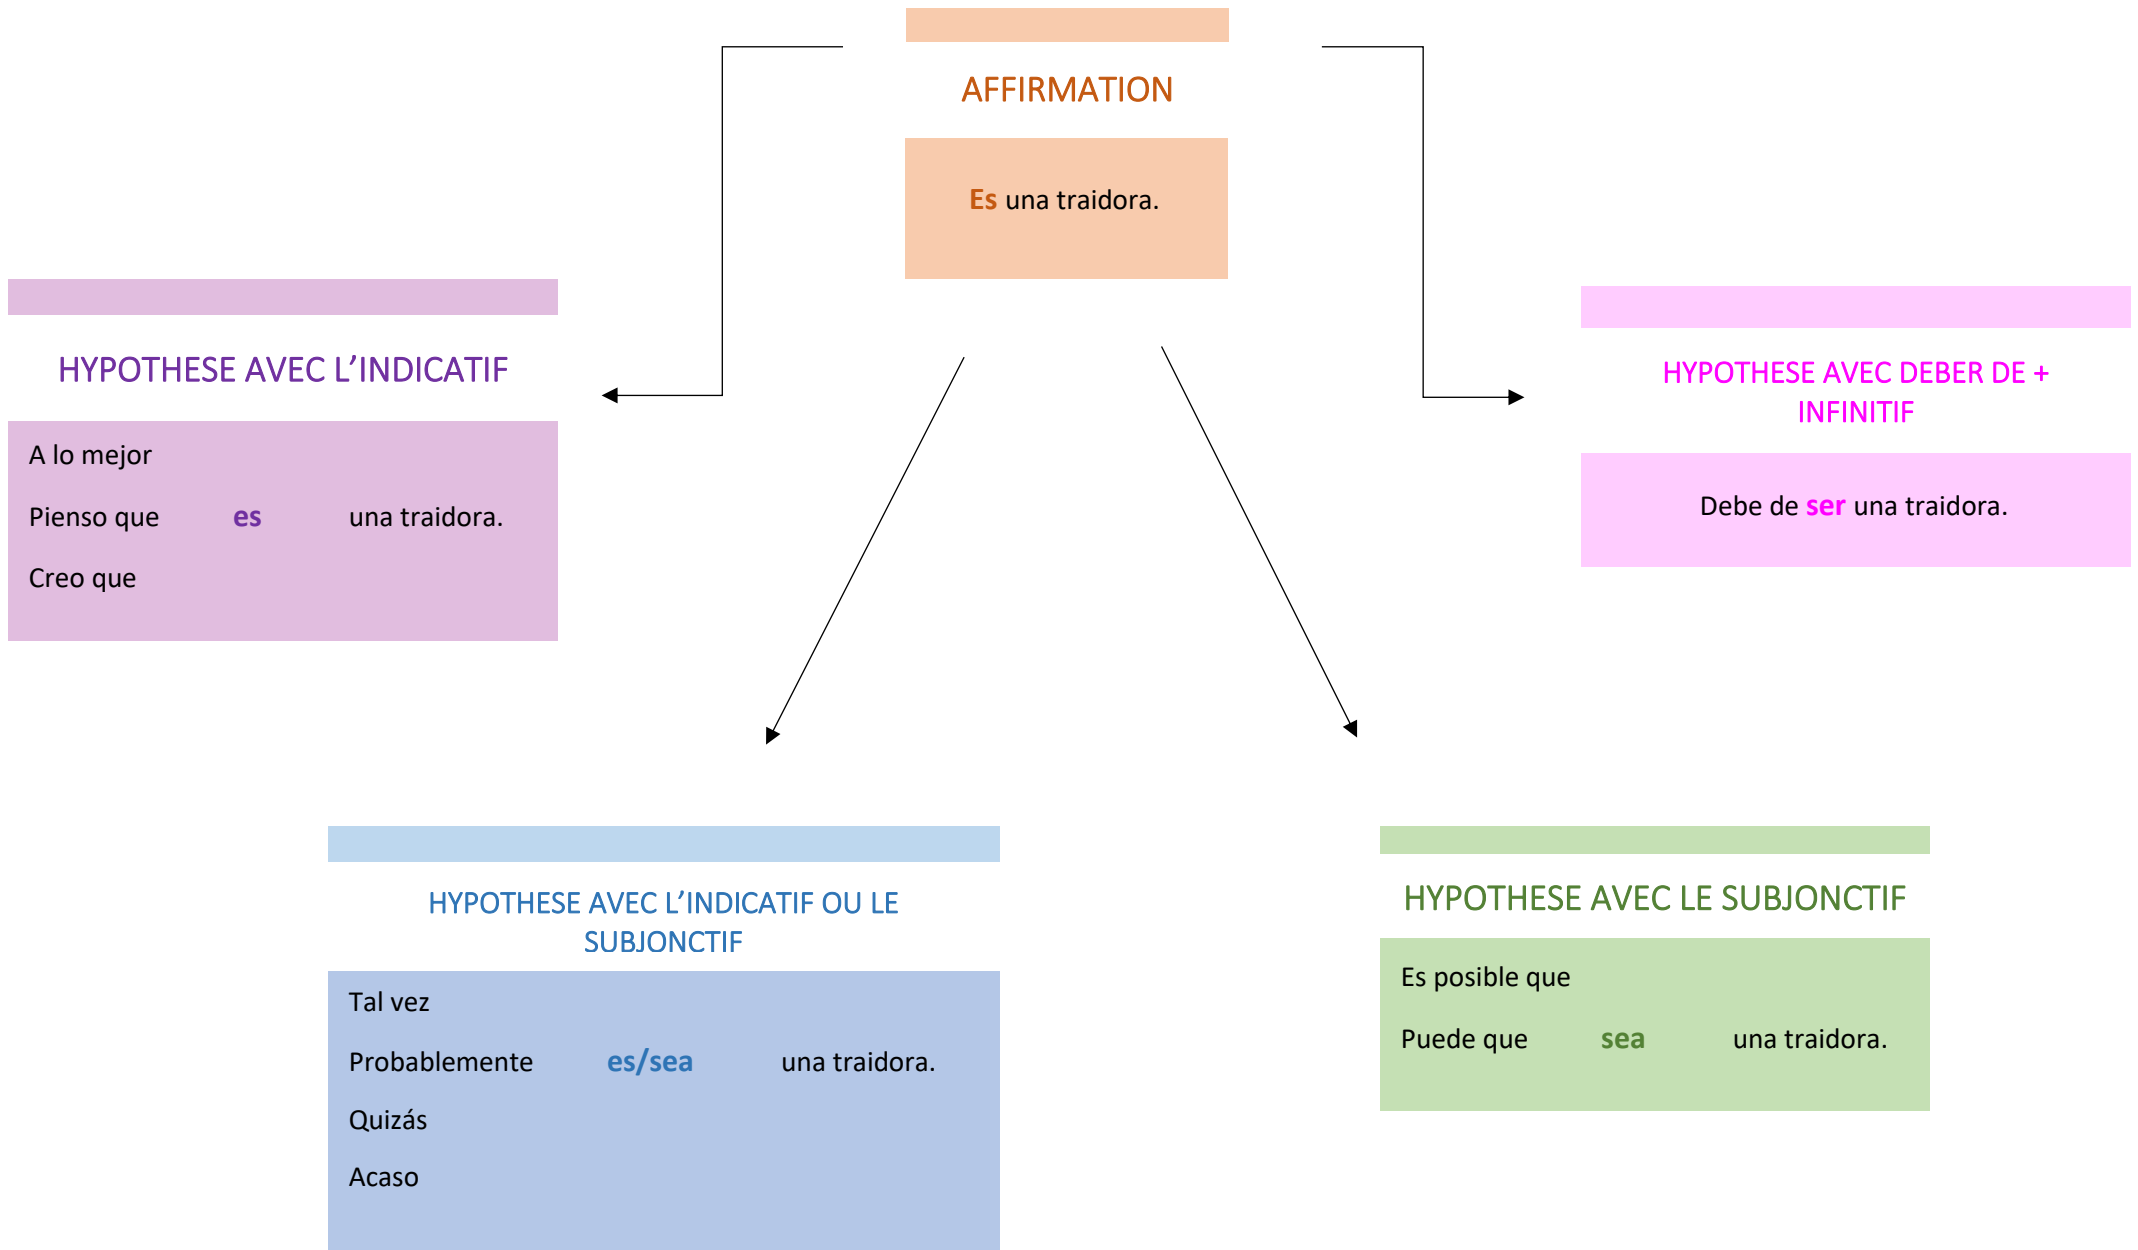 AFFIRMATION
Es una traidora.
HYPOTHESE AVEC L’INDICATIF
A lo mejor
Pienso que es una traidora.
Creo que
HYPOTHESE AVEC DEBER DE +
INFINITIF
Debe de ser una traidora.
HYPOTHESE AVEC L’INDICATIF OU LE
SUBJONCTIF
Tal vez
Probablemente es/sea una traidora.
Quizás
Acaso
HYPOTHESE AVEC LE SUBJONCTIF
Es posible que
Puede que sea una traidora.